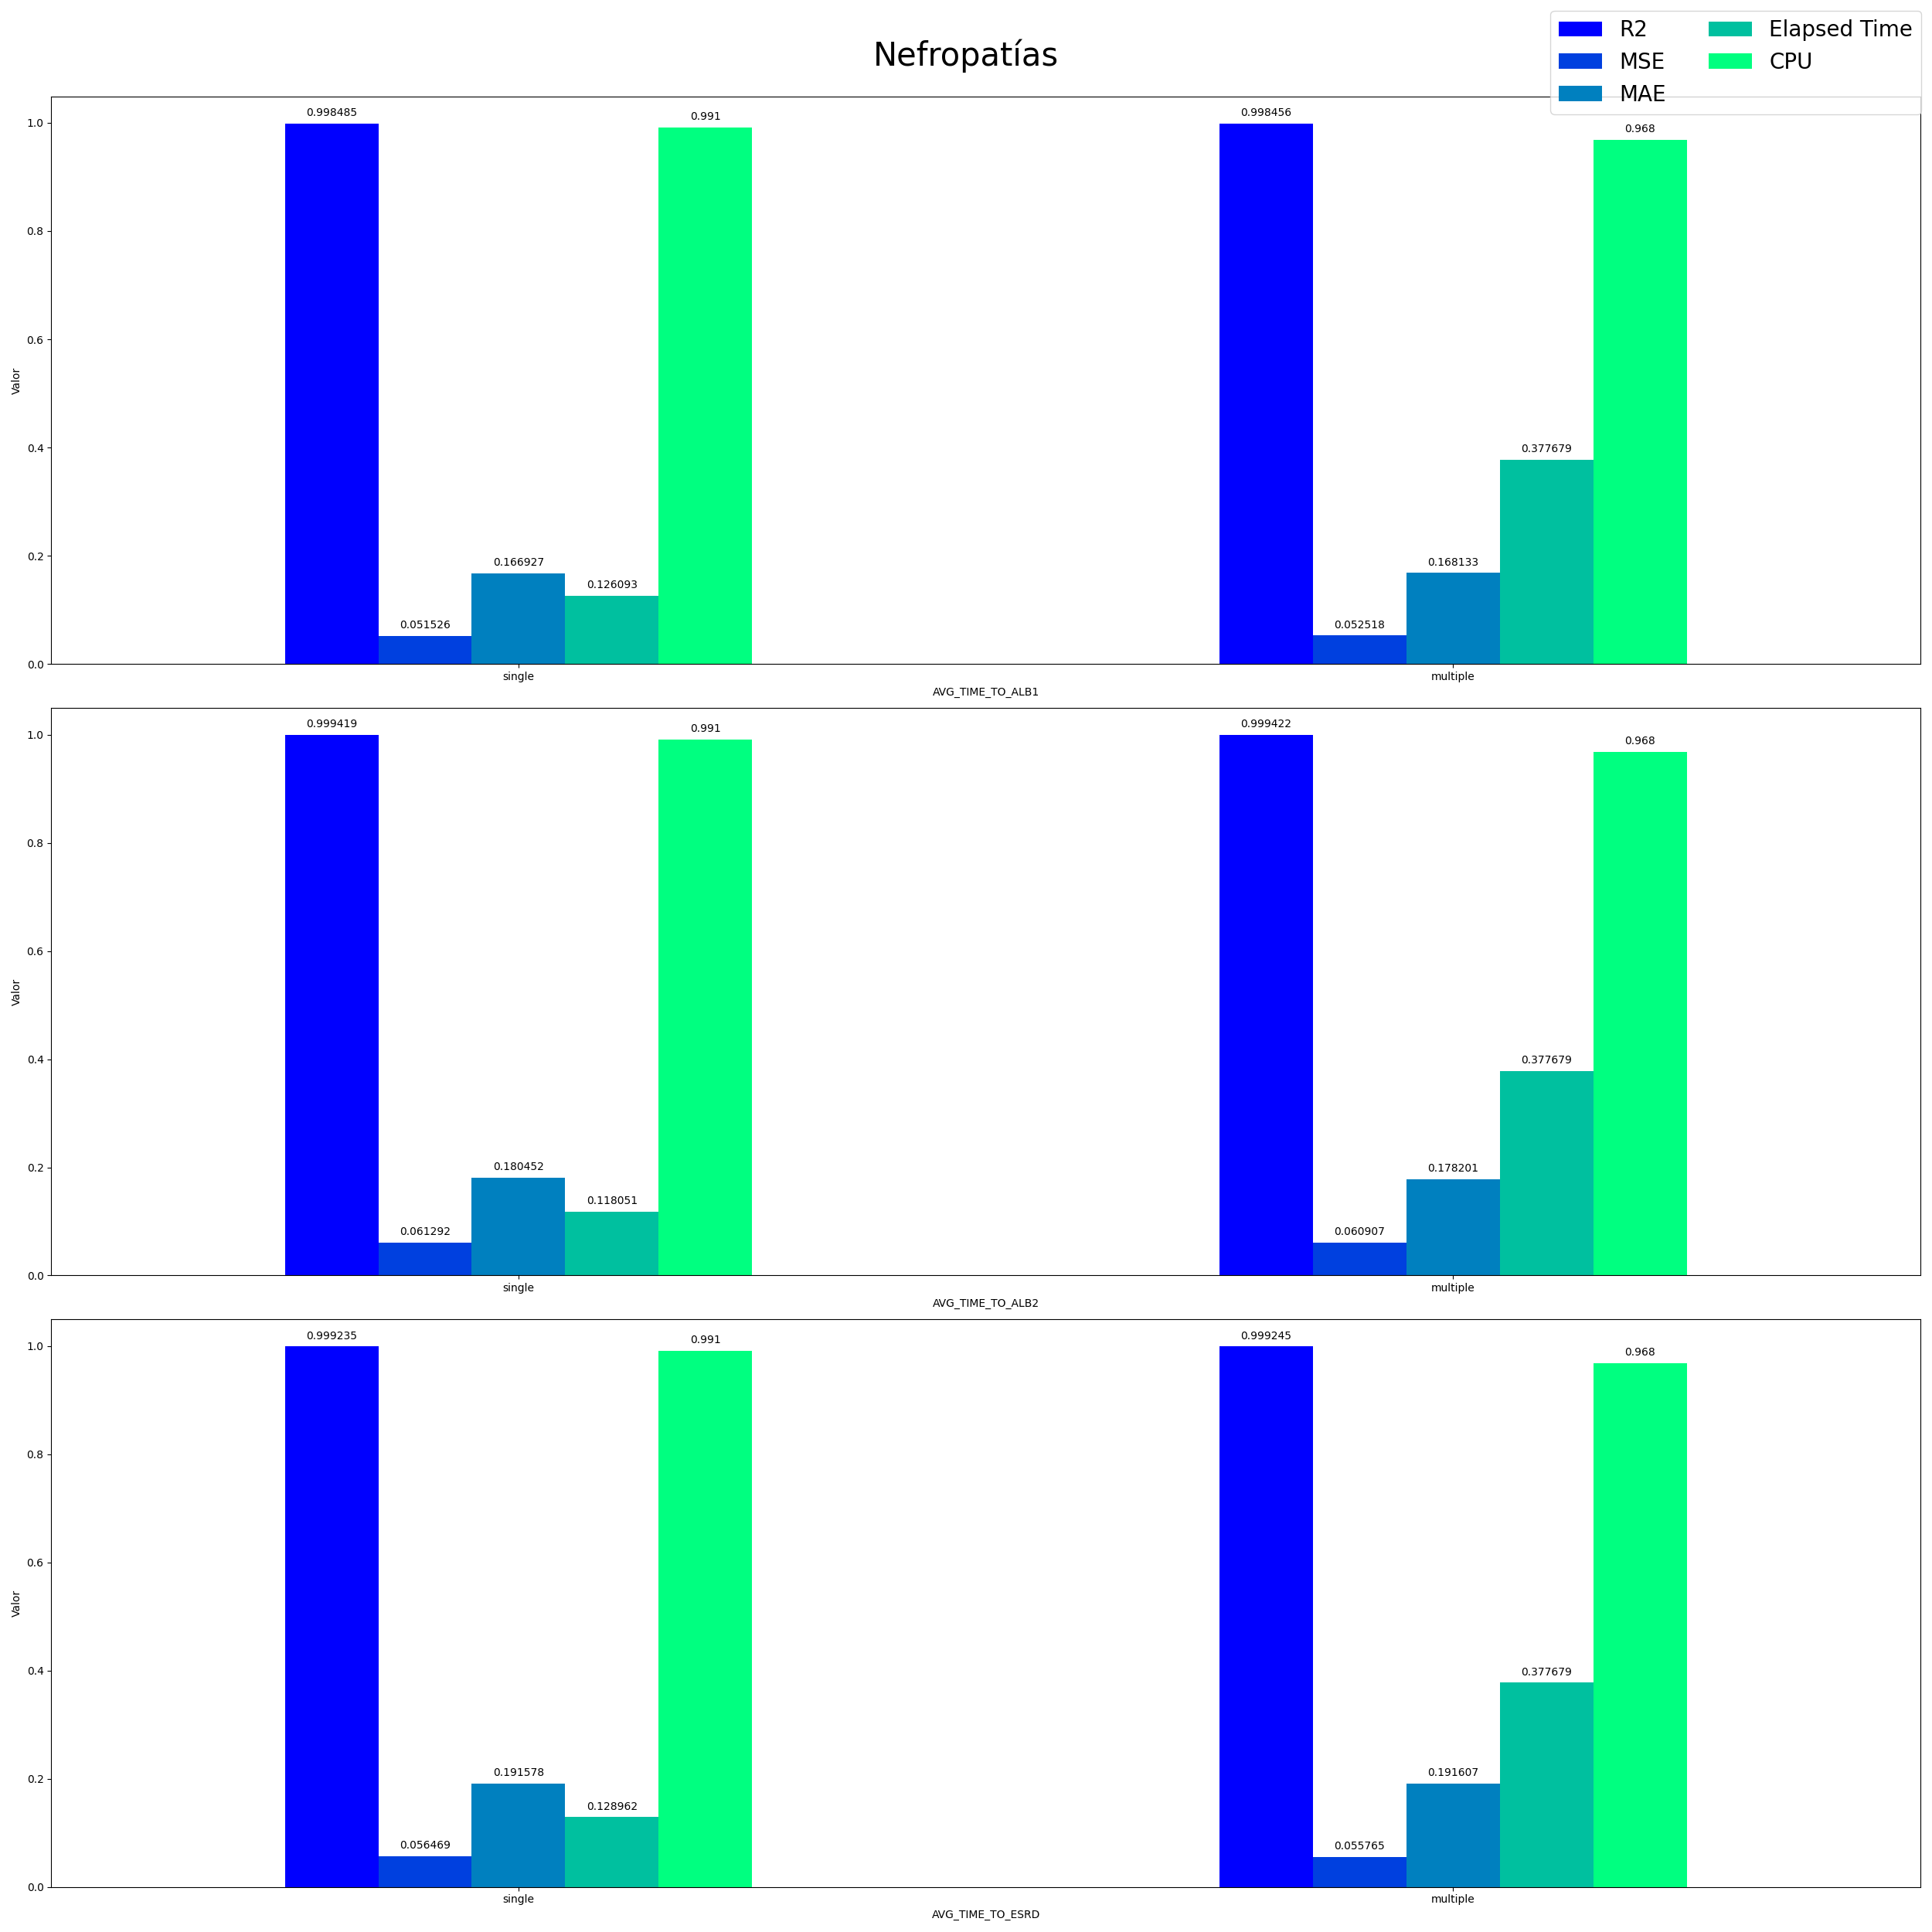 Nefropatías
R2
MSE
MAE
Elapsed Time
CPU
Valor
1.0
0.8
0.6
0.4
0.2
0.0
0.998485
0.051526
0.166927
0.126093
0.991
0.998456
0.052518
0.168133
0.377679
0.968
single
multiple
AVG_TIME_TO_ALB1
Valor
1.0
0.8
0.6
0.4
0.2
0.0
0.999419
0.061292
0.180452
0.118051
0.991
0.999422
0.060907
0.178201
0.377679
0.968
single
multiple
AVG_TIME_TO_ALB2
Valor
1.0
0.8
0.6
0.4
0.2
0.0
0.999235
0.056469
0.191578
0.128962
0.991
0.999245
0.055765
0.191607
0.377679
0.968
single
multiple
AVG_TIME_TO_ESRD